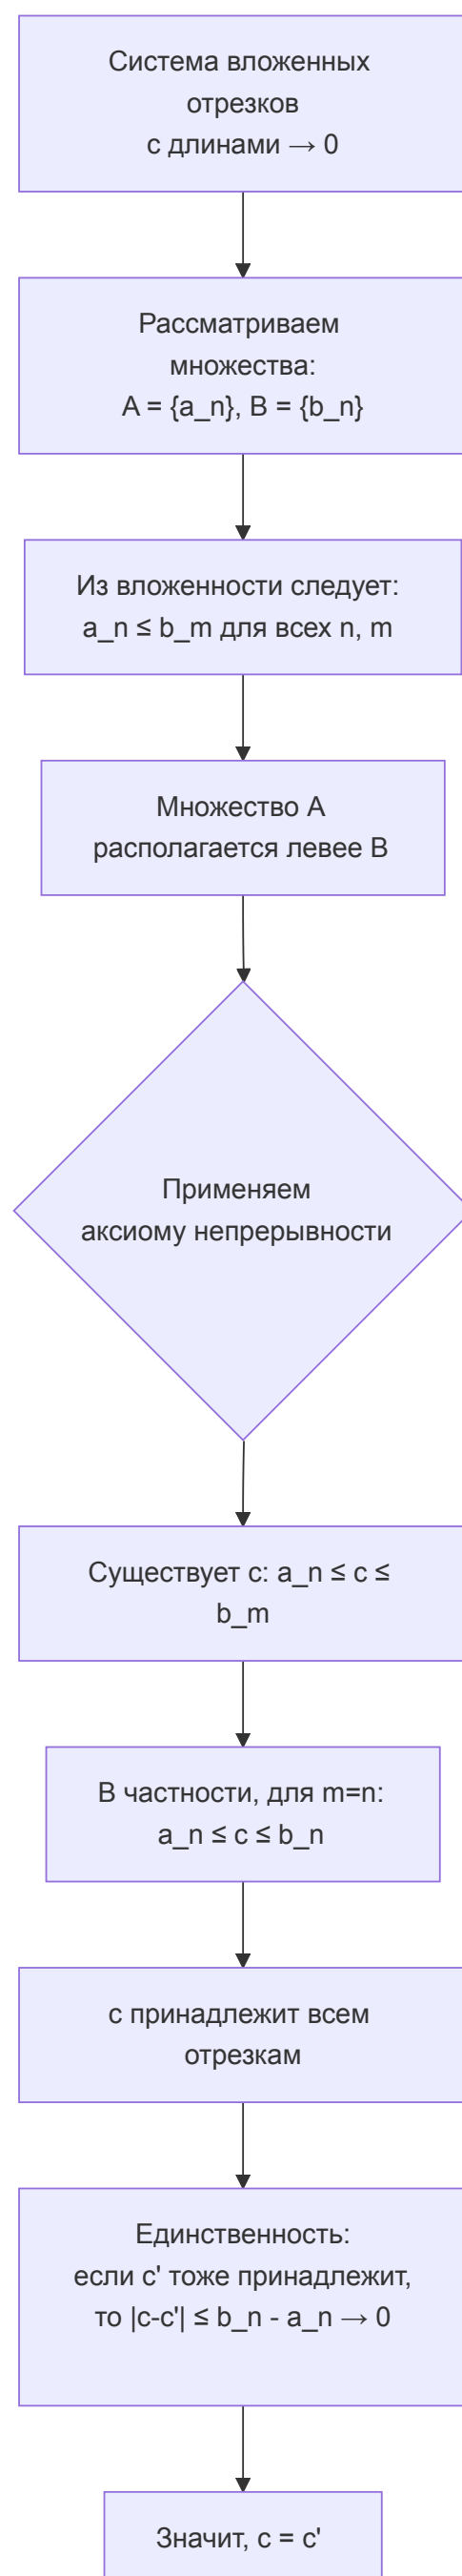 Система вложенных
отрезков
с длинами → 0
Рассматриваем
множества:
A = {a_n}, B = {b_n}
Из вложенности следует:
a_n ≤ b_m для всех n, m
Множество A
располагается левее B
Применяем
аксиому непрерывности
Существует c: a_n ≤ c ≤
b_m
В частности, для m=n:
a_n ≤ c ≤ b_n
c принадлежит всем
отрезкам
Единственность:
если c' тоже принадлежит,
то |c-c'| ≤ b_n - a_n → 0
Значит, c = c'